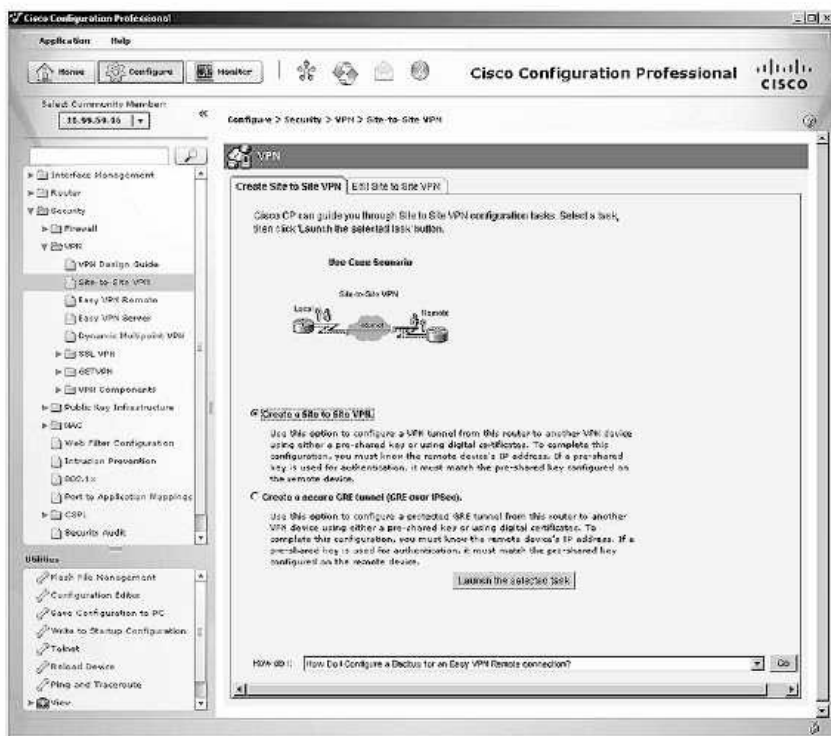 Cisco Configuration Professional
Application Help
Home Configure Monitor
Cisco Configuration Professional
CISCO
Select Community Member:
Configure > Security > VPN > Site-to-Site VPN
VPN
Interface Management
Router
Security
Firewall
VPN
VPN Design Guide
Site-to-Site VPN
Easy VPN Remote
Easy VPN Server
Dynamic Multipoint VPN
SSL VPN
GETVPN
VPN Components
Public Key Infrastructure
NAC
Web Filter Configuration
Intrusion Prevention
802.1x
Port to Application Mappings
C3PL
Security Audit
Utilities
Flash File Management
Configuration Editor
Save Configuration to PC
Write to Startup Configuration
Telnet
Reload Device
Ping and Traceroute
View
Create Site to Site VPN Edit Site to Site VPN
Cisco CP can guide you through Site to Site VPN configuration tasks. Select a task,
then click 'Launch the selected task' button.
Use Case Scenario
Site-to-Site VPN
Local
Internet
Remote
Create a Site to Site VPN.
Use this option to configure a VPN tunnel from this router to another VPN device
using either a pre-shared key or using digital certificates. To complete this
configuration, you must know the remote device's IP address. If a pre-shared
key is used for authentication, it must match the pre-shared key configured on
the remote device.
Create a secure GRE tunnel (GRE over IPSec).
Use this option to configure a protected GRE tunnel from this router to another
VPN device using either a pre-shared key or using digital certificates. To
complete this configuration, you must know the remote device's IP address. If a
pre-shared key is used for authentication, it must match the pre-shared key
configured on the remote device.
Launch the selected task
How do I: How Do I Configure a Backup for an Easy VPN Remote connection? Go